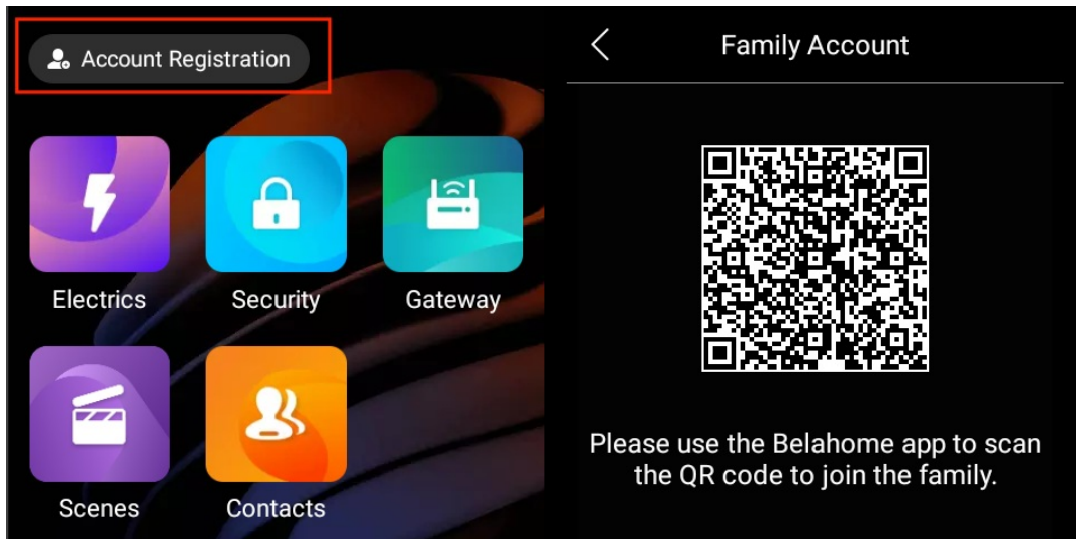 Account Registration
Electrics
Security
Gateway
Scenes
Contacts
Family Account
Please use the Belahome app to scan
the QR code to join the family.